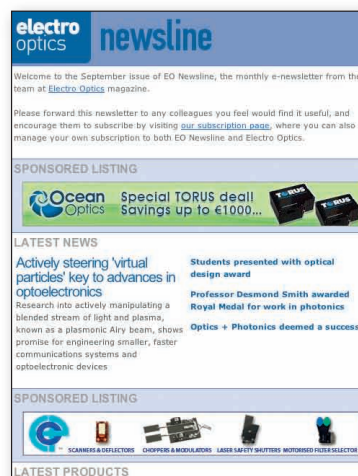 electro
optics
newsline
Welcome to the September issue of EO Newsline, the monthly e-newsletter from the
team at Electro Optics magazine.
Please forward this newsletter to any colleagues you feel would find it useful, and
encourage them to subscribe by visiting our subscription page, where you can also
manage your own subscription to both EO Newsline and Electro Optics.
SPONSORED LISTING
Ocean
Optics
Special TORUS deal!
Savings up to €1000...
TORUS
TORUS
LATEST NEWS
Actively steering 'virtual
particles' key to advances in
optoelectronics
Research into actively manipulating a
blended stream of light and plasma,
known as a plasmonic Airy beam, shows
promise for engineering smaller, faster
communications systems and
optoelectronic devices
Students presented with optical
design award
Professor Desmond Smith awarded
Royal Medal for work in photonics
Optics + Photonics deemed a success
SPONSORED LISTING
SCANNERS & DEFLECTORS CHOPPERS & MODULATORS LASER SAFETY SHUTTERS MOTORISED FILTER SELECTORS
LATEST PRODUCTS